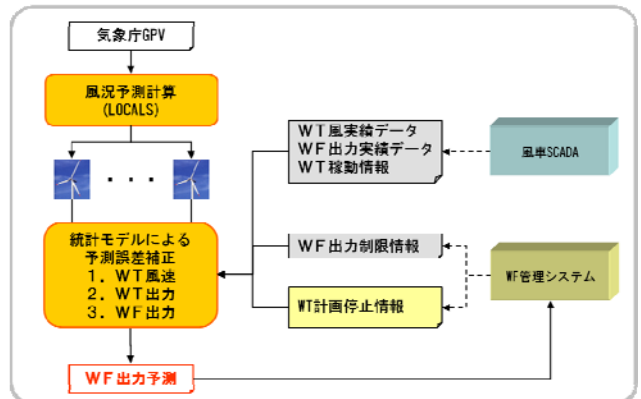 気象庁GPV
風況予測計算
(LOCALS)
・・・
統計モデルによる
予測誤差補正
１．ＷＴ風速
２．ＷＴ出力
３．ＷＦ出力
ＷＦ出力予測
ＷＴ風実績データ
ＷＦ出力実績データ
ＷＴ稼動情報
ＷＦ出力制限情報
WT計画停止情報
風車SCADA
WF管理システム